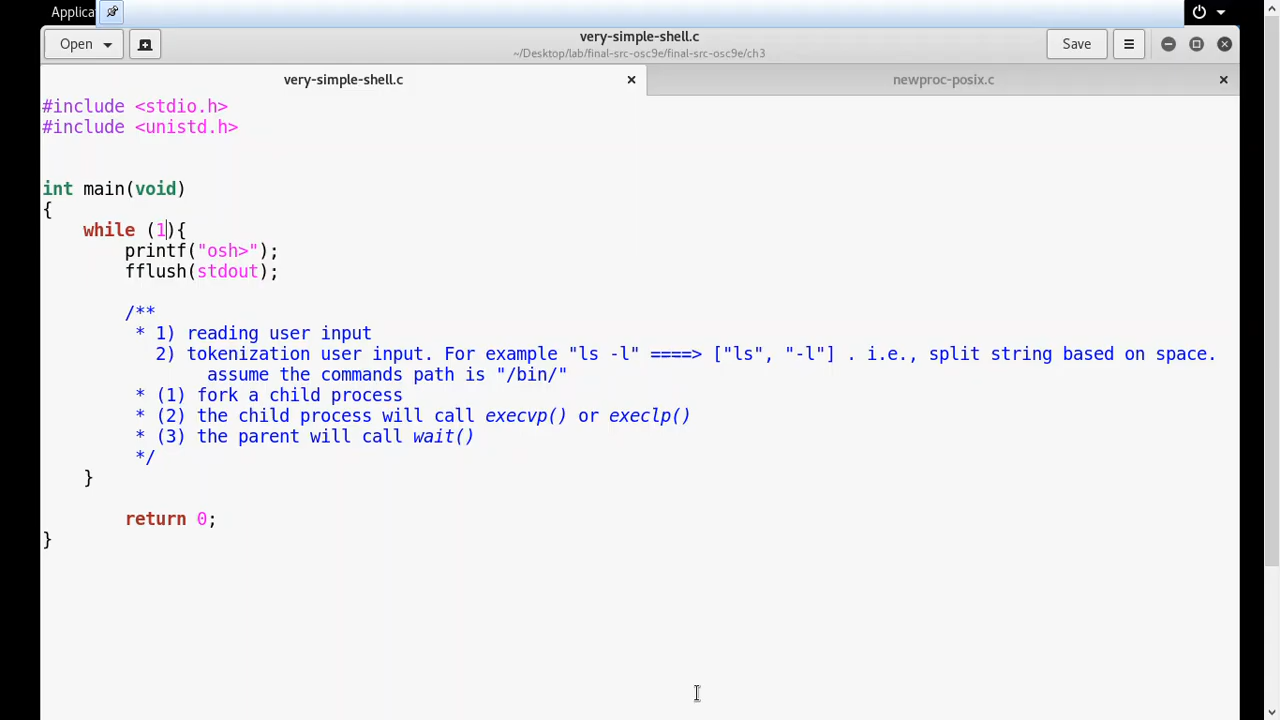 Applica
very-simple-shell.c
Open
~/Desktop/lab/final-src-osc9e/final-src-osc9e/ch3
Save
very-simple-shell.c
newproc-posix.c
#include <stdio.h>
#include <unistd.h>
int main(void)
{
while (1){
printf("osh>");
fflush(stdout);
/**
* 1) reading user input
2) tokenization user input. For example "ls -l" ====> ["ls", "-l"] . i.e., split string based on space.
assume the commands path is "/bin/"
* (1) fork a child process
* (2) the child process will call execvp() or execlp()
* (3) the parent will call wait()
*/
}
return 0;
}